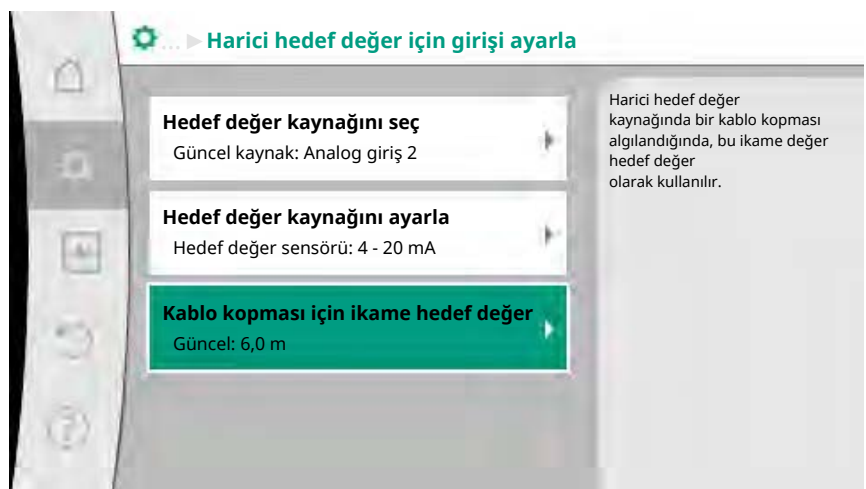 ... ▶ Harici hedef değer için girişi ayarla
Hedef değer kaynağını seç
Güncel kaynak: Analog giriş 2
Hedef değer kaynağını ayarla
Hedef değer sensörü: 4 - 20 mA
Kablo kopması için ikame hedef değer
Güncel: 6,0 m
Harici hedef değer
kaynağında bir kablo kopması
algılandığında, bu ikame değer
hedef değer
olarak kullanılır.